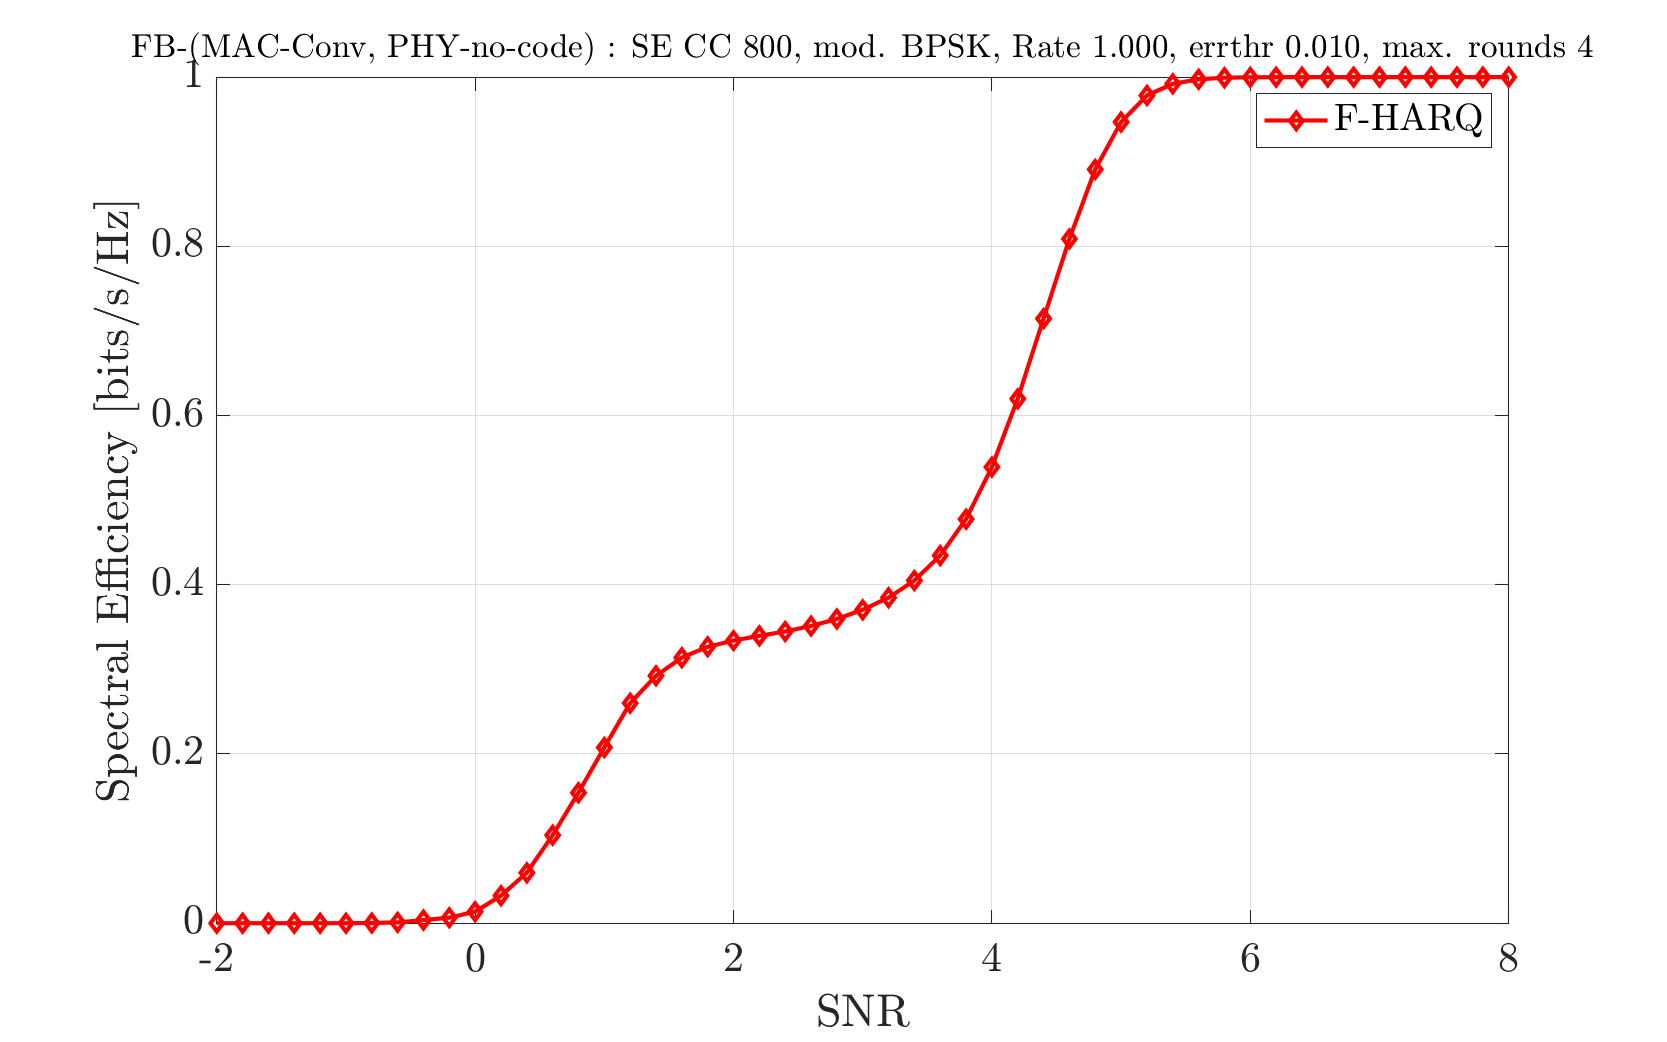 FB-(MAC-Conv, PHY-no-code) : SE CC 800, mod. BPSK, Rate 1.000, errthr 0.010, max. rounds 4
F-HARQ
Spectral Efficiency [bits/s/Hz]
1
0.8
0.6
0.4
0.2
0
-2 0 2 4 6 8
SNR